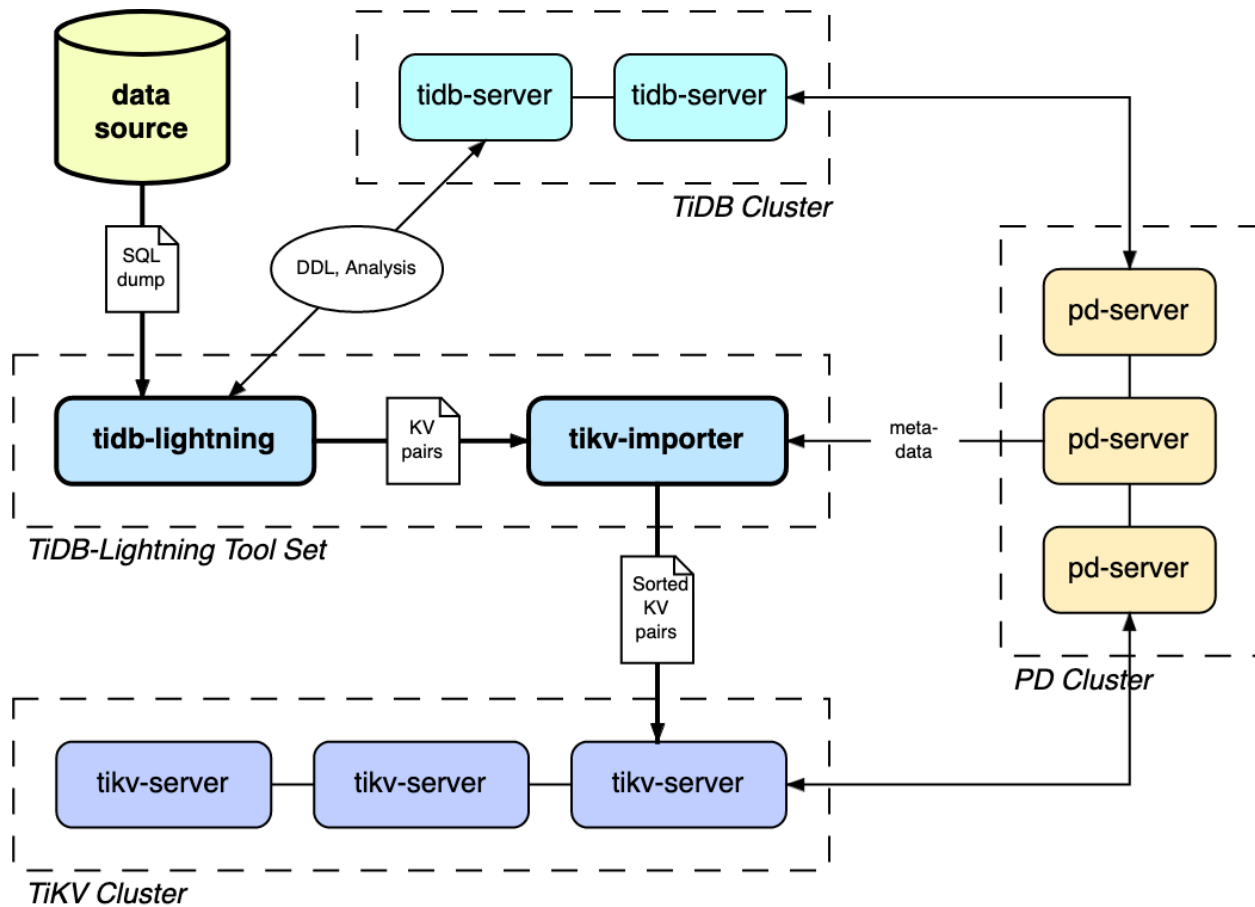 data
source
tidb-server
tidb-server
TiDB Cluster
SQL
dump
DDL, Analysis
pd-server
pd-server
pd-server
PD Cluster
tidb-lightning
KV
pairs
tikv-importer
meta-
data
TiDB-Lightning Tool Set
Sorted
KV
pairs
tikv-server
tikv-server
tikv-server
TiKV Cluster